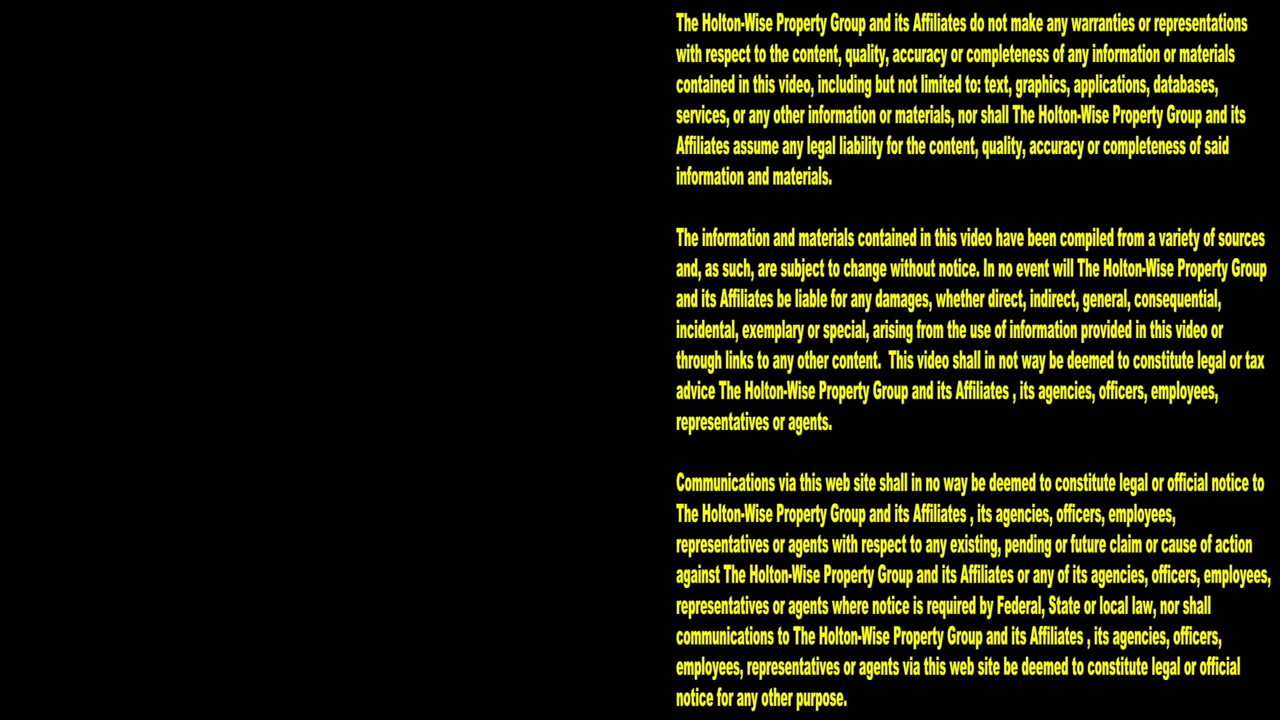 The Holton-Wise Property Group and its Affiliates do not make any warranties or representations
with respect to the content, quality, accuracy or completeness of any information or materials
contained in this video, including but not limited to: text, graphics, applications, databases,
services, or any other information or materials, nor shall The Holton-Wise Property Group and its
Affiliates assume any legal liability for the content, quality, accuracy or completeness of said
information and materials.
The information and materials contained in this video have been compiled from a variety of sources
and, as such, are subject to change without notice. In no event will The Holton-Wise Property Group
and its Affiliates be liable for any damages, whether direct, indirect, general, consequential,
incidental, exemplary or special, arising from the use of information provided in this video or
through links to any other content.  This video shall in not way be deemed to constitute legal or tax
advice The Holton-Wise Property Group and its Affiliates , its agencies, officers, employees,
representatives or agents.
Communications via this web site shall in no way be deemed to constitute legal or official notice to
The Holton-Wise Property Group and its Affiliates , its agencies, officers, employees,
representatives or agents with respect to any existing, pending or future claim or cause of action
against The Holton-Wise Property Group and its Affiliates or any of its agencies, officers, employees,
representatives or agents where notice is required by Federal, State or local law, nor shall
communications to The Holton-Wise Property Group and its Affiliates , its agencies, officers,
employees, representatives or agents via this web site be deemed to constitute legal or official
notice for any other purpose.